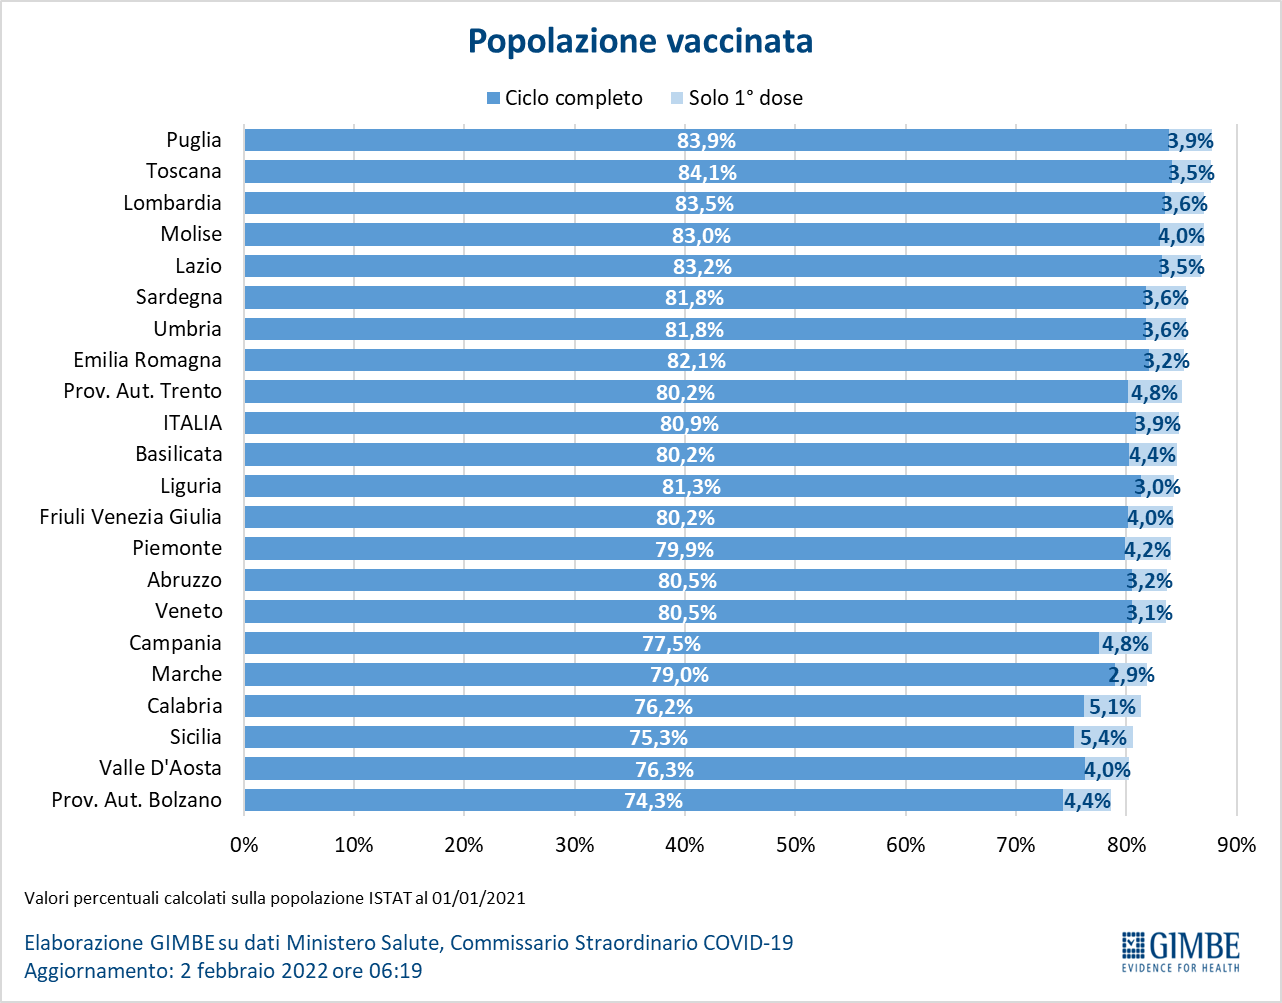 Popolazione vaccinata
Ciclo completo Solo 1° dose
Puglia 83,9% 3,9%
Toscana 84,1% 3,5%
Lombardia 83,5% 3,6%
Molise 83,0% 4,0%
Lazio 83,2% 3,5%
Sardegna 81,8% 3,6%
Umbria 81,8% 3,6%
Emilia Romagna 82,1% 3,2%
Prov. Aut. Trento 80,2% 4,8%
ITALIA 80,9% 3,9%
Basilicata 80,2% 4,4%
Liguria 81,3% 3,0%
Friuli Venezia Giulia 80,2% 4,0%
Piemonte 79,9% 4,2%
Abruzzo 80,5% 3,2%
Veneto 80,5% 3,1%
Campania 77,5% 4,8%
Marche 79,0% 2,9%
Calabria 76,2% 5,1%
Sicilia 75,3% 5,4%
Valle D'Aosta 76,3% 4,0%
Prov. Aut. Bolzano 74,3% 4,4%
0% 10% 20% 30% 40% 50% 60% 70% 80% 90%
Valori percentuali calcolati sulla popolazione ISTAT al 01/01/2021
Elaborazione GIMBE su dati Ministero Salute, Commissario Straordinario COVID-19
Aggiornamento: 2 febbraio 2022 ore 06:19
GIMBE
EVIDENCE FOR HEALTH